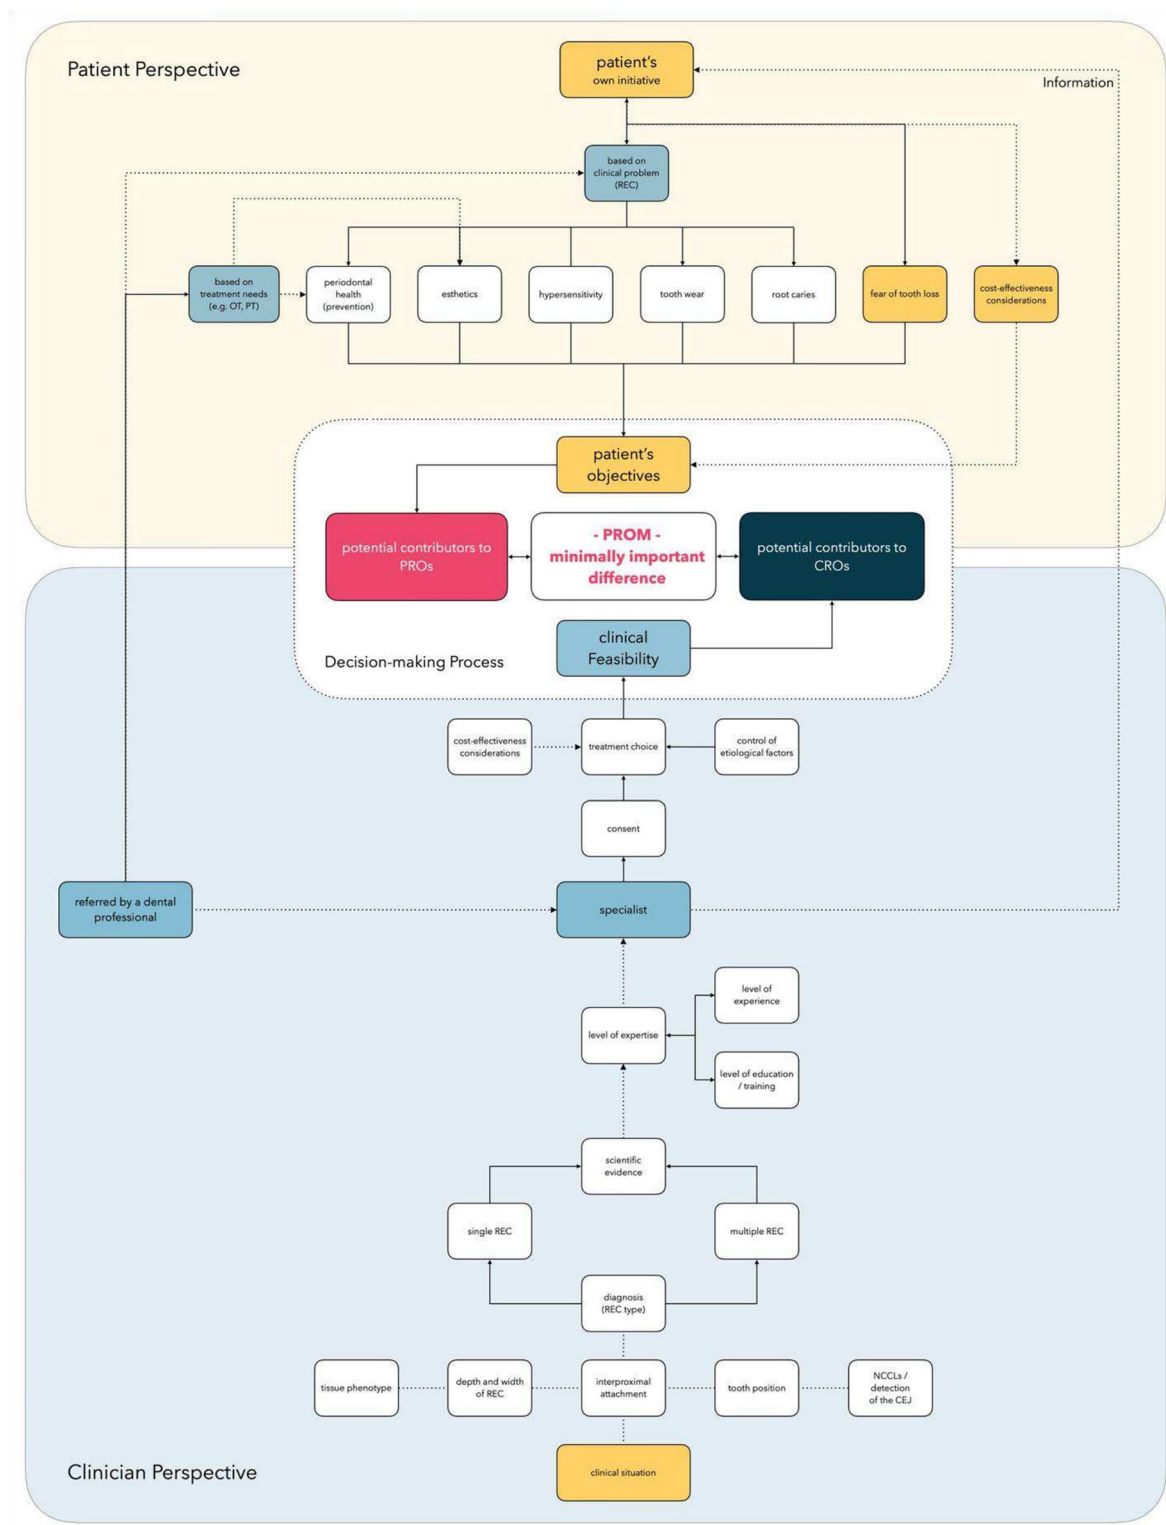 Patient Perspective
patient's
own initiative
Information
based on
clinical problem
(REC)
based on
treatment needs
(e.g. OT, PT)
periodontal
health
(prevention)
esthetics
hypersensitivity
tooth wear
root caries
fear of tooth loss
cost-effectiveness
considerations
patient's
objectives
potential contributors to
PROs
- PROM -
minimally important
difference
potential contributors to
CROs
clinical
Feasibility
Decision-making Process
cost-effectiveness
considerations
treatment choice
control of
etiological factors
consent
referred by a dental
professional
specialist
level of
experience
level of expertise
level of education
/ training
scientific
evidence
single REC
multiple REC
diagnosis
(REC type)
tissue phenotype
depth and width
of REC
interproximal
attachment
tooth position
NCCLs /
detection
of the CEJ
Clinician Perspective
clinical situation